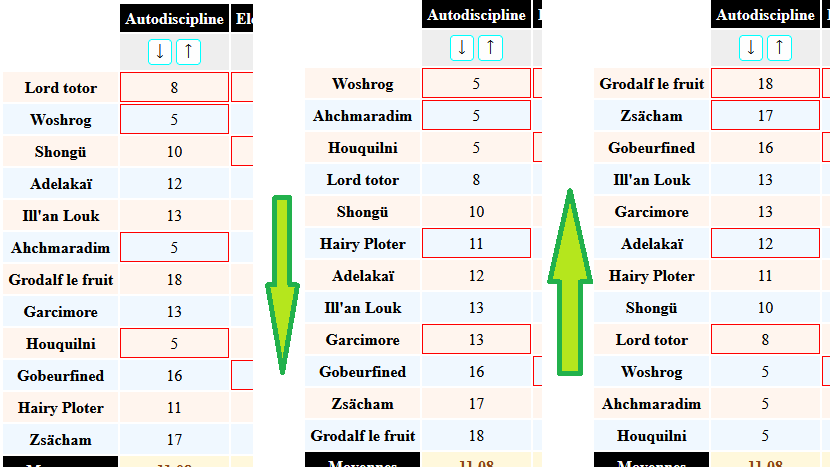 Autodiscipline
↓ ↑
Lord totor 8
Woshrog 5
Shongü 10
Adelakaï 12
Ill'an Louk 13
Ahchmaradim 5
Grodalf le fruit 18
Garcimore 13
Houquilni 5
Gobeurfined 16
Hairy Ploter 11
Zsächam 17
Autodiscipline
↓ ↑
Woshrog 5
Ahchmaradim 5
Houquilni 5
Lord totor 8
Shongü 10
Hairy Ploter 11
Adelakaï 12
Ill'an Louk 13
Garcimore 13
Gobeurfined 16
Zsächam 17
Grodalf le fruit 18
Moyennes 11.08
Autodiscipline
↓ ↑
Grodalf le fruit 18
Zsächam 17
Gobeurfined 16
Ill'an Louk 13
Garcimore 13
Adelakaï 12
Hairy Ploter 11
Shongü 10
Lord totor 8
Woshrog 5
Ahchmaradim 5
Houquilni 5
Moyennes 11.08